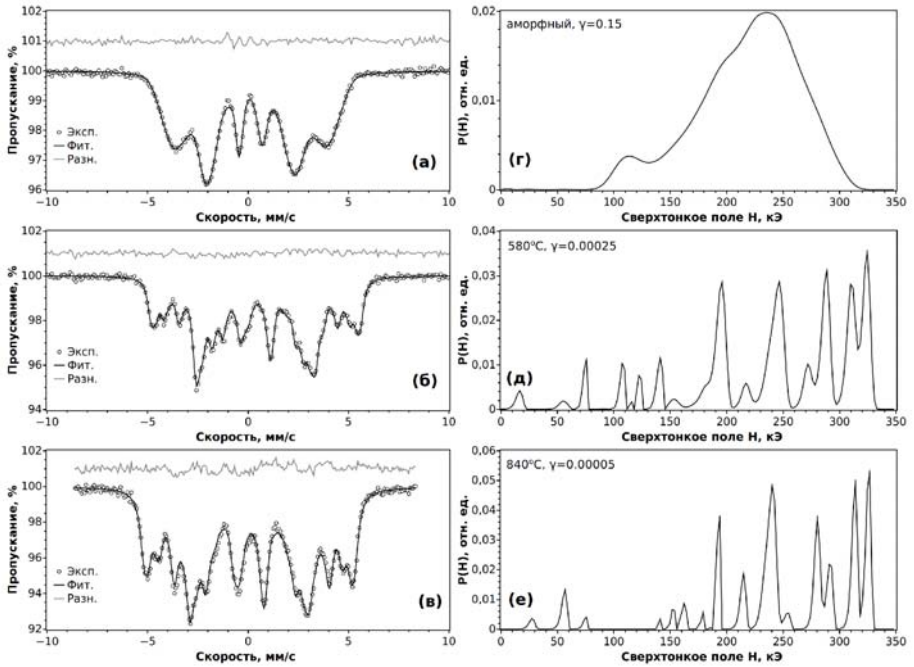 102
101
100
99
98
97
96
Пропускание, %
Эксп.
Фит.
Разн.
(а)
−10 −5 0 5 10
Скорость, мм/с
0,02
0,01
0
P(H), отн. ед.
аморфный, γ=0.15
(г)
0 50 100 150 200 250 300 350
Сверхтонкое поле H, кЭ
102
100
98
96
94
Пропускание, %
Эксп.
Фит.
Разн.
(б)
−10 −5 0 5 10
Скорость, мм/с
0,04
0,03
0,02
0,01
0
P(H), отн. ед.
580°C, γ=0.00025
(д)
0 50 100 150 200 250 300 350
Сверхтонкое поле H, кЭ
102
100
98
96
94
92
Пропускание, %
Эксп.
Фит.
Разн.
(в)
−10 −5 0 5 10
Скорость, мм/с
0,06
0,05
0,04
0,03
0,02
0,01
0
P(H), отн. ед.
840°C, γ=0.00005
(е)
0 50 100 150 200 250 300 350
Сверхтонкое поле H, кЭ